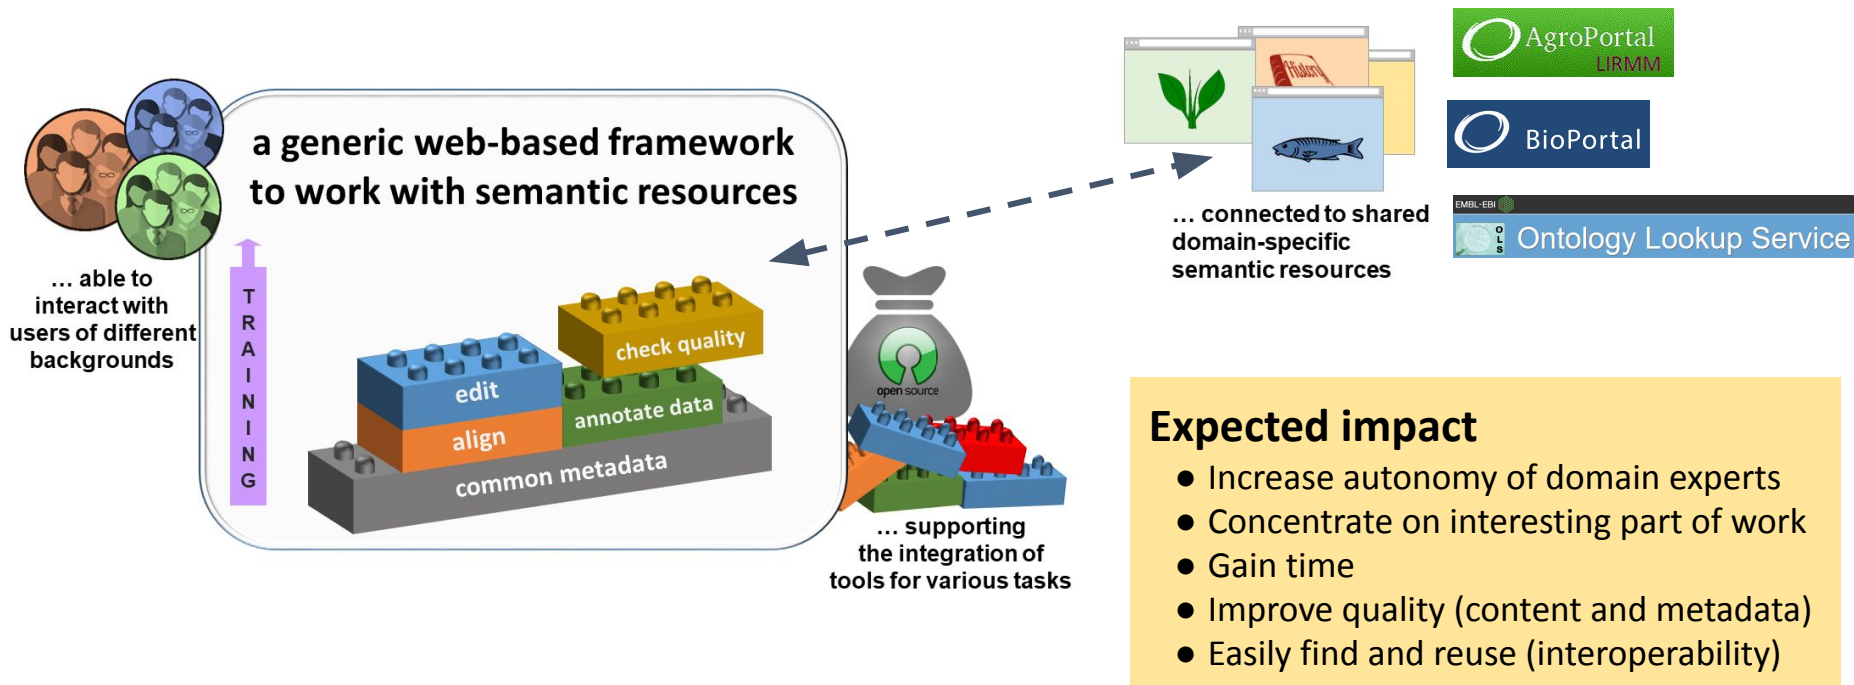 a generic web-based framework
to work with semantic resources
… able to
interact with
users of different
backgrounds
TRAINING
check quality
edit
annotate data
align
common metadata
open source
… supporting
the integration of
tools for various tasks
History
… connected to shared
domain-specific
semantic resources
AgroPortal
LIRMM
BioPortal
EMBL-EBI
OLS
Ontology Lookup Service
Expected impact
● Increase autonomy of domain experts
● Concentrate on interesting part of work
● Gain time
● Improve quality (content and metadata)
● Easily find and reuse (interoperability)